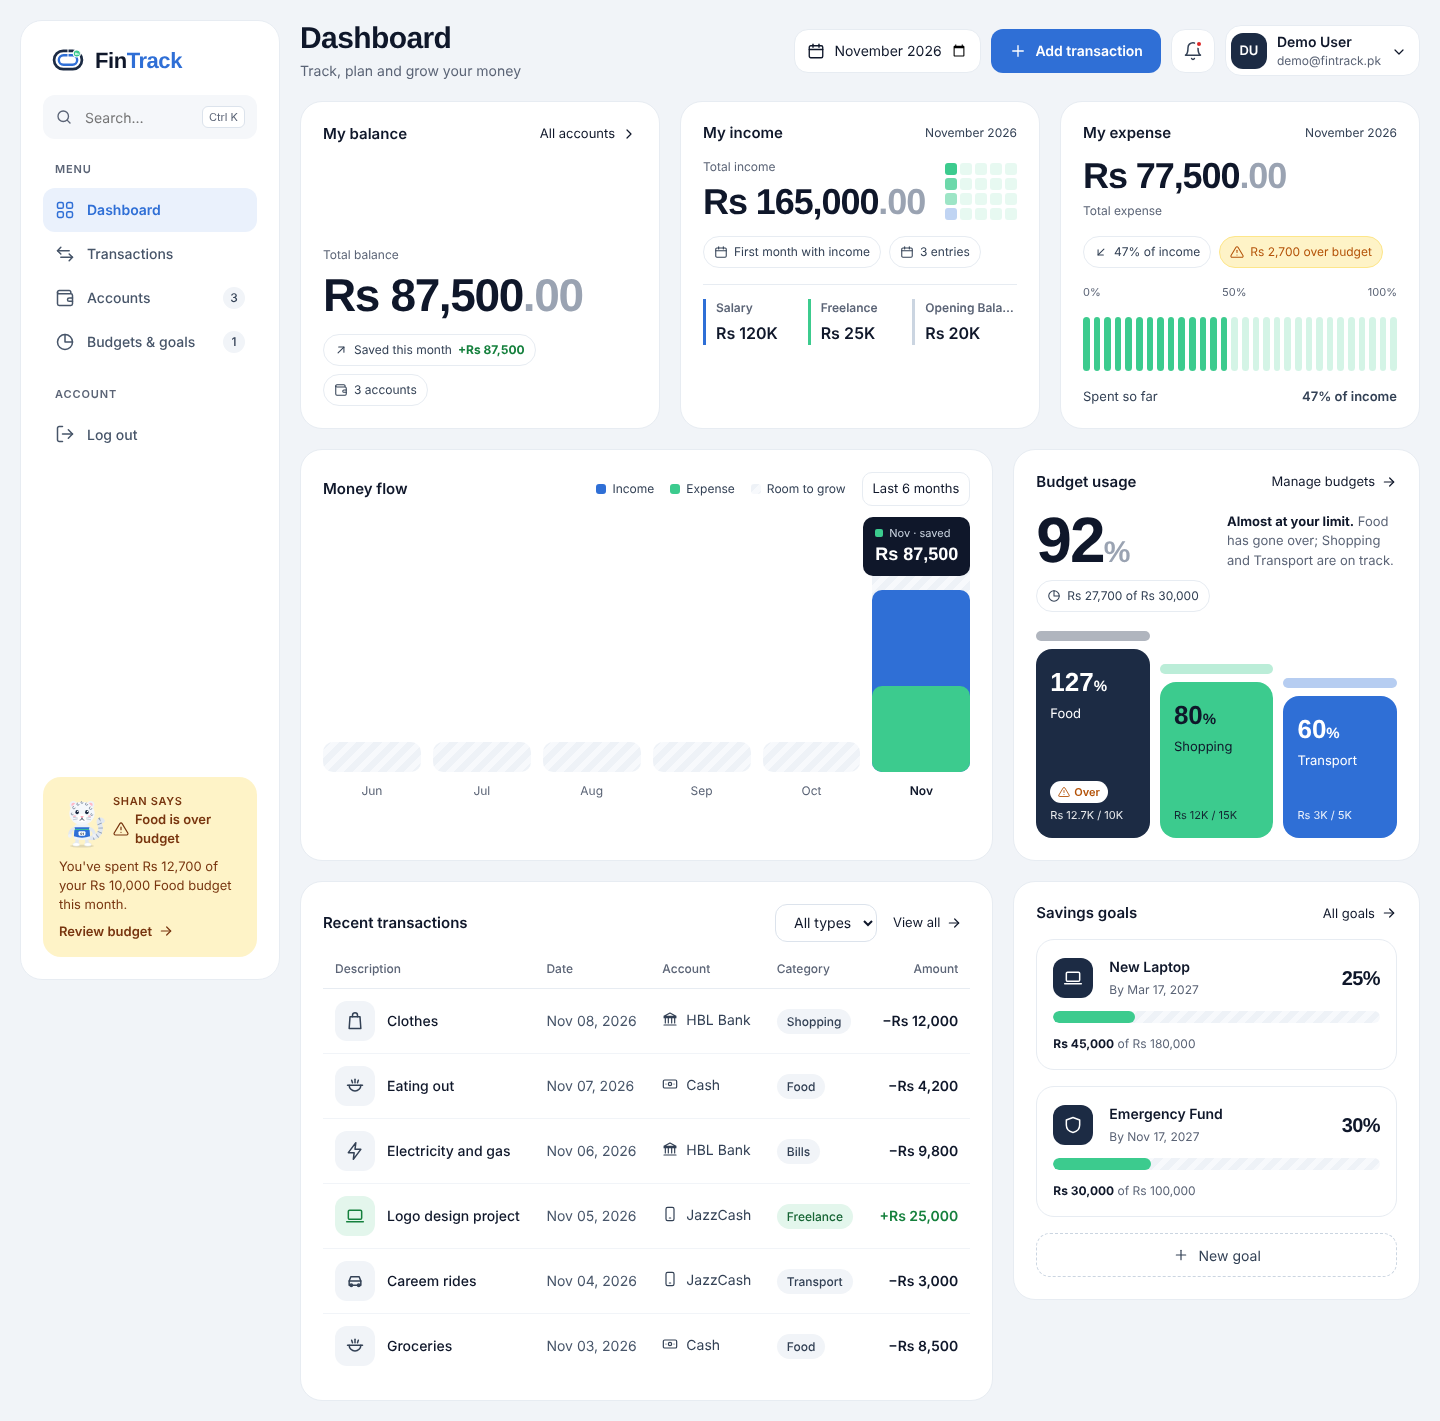 FinTrack
Search...
Ctrl K
MENU
Dashboard
Transactions
Accounts
3
Budgets & goals
1
ACCOUNT
Log out
SHAN SAYS
Food is over
budget
You've spent Rs 12,700 of
your Rs 10,000 Food budget
this month.
Review budget
Dashboard
Track, plan and grow your money
November 2026
Add transaction
DU
Demo User
demo@fintrack.pk
My balance
All accounts
Total balance
Rs 87,500.00
Saved this month +Rs 87,500
3 accounts
My income
November 2026
Total income
Rs 165,000.00
First month with income
3 entries
Salary
Rs 120K
Freelance
Rs 25K
Opening Bala...
Rs 20K
My expense
November 2026
Rs 77,500.00
Total expense
47% of income
Rs 2,700 over budget
0%
50%
100%
Spent so far
47% of income
Money flow
Income
Expense
Room to grow
Last 6 months
Nov · saved
Rs 87,500
Jun
Jul
Aug
Sep
Oct
Nov
Budget usage
Manage budgets
92%
Almost at your limit. Food
has gone over; Shopping
and Transport are on track.
Rs 27,700 of Rs 30,000
127%
Food
Over
Rs 12.7K / 10K
80%
Shopping
Rs 12K / 15K
60%
Transport
Rs 3K / 5K
Recent transactions
All types
View all
Description Date Account Category Amount
Clothes Nov 08, 2026 HBL Bank Shopping −Rs 12,000
Eating out Nov 07, 2026 Cash Food −Rs 4,200
Electricity and gas Nov 06, 2026 HBL Bank Bills −Rs 9,800
Logo design project Nov 05, 2026 JazzCash Freelance +Rs 25,000
Careem rides Nov 04, 2026 JazzCash Transport −Rs 3,000
Groceries Nov 03, 2026 Cash Food −Rs 8,500
Savings goals
All goals
New Laptop
By Mar 17, 2027
25%
Rs 45,000 of Rs 180,000
Emergency Fund
By Nov 17, 2027
30%
Rs 30,000 of Rs 100,000
New goal